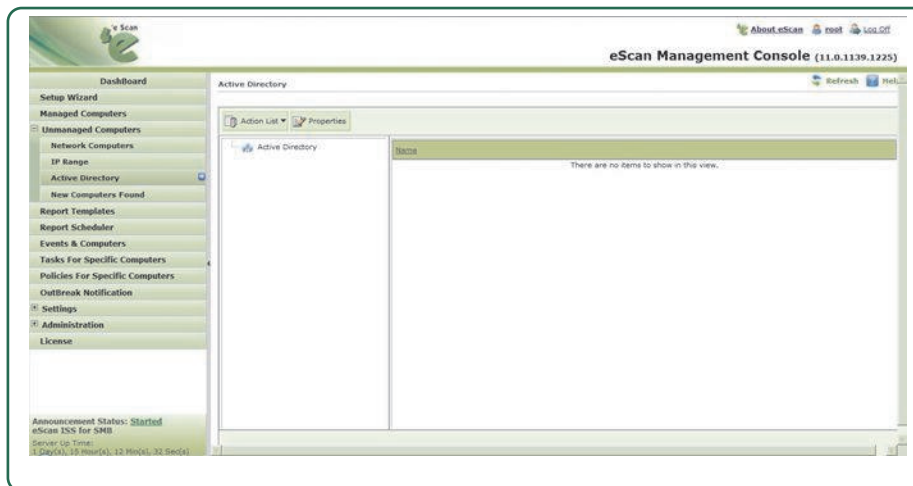 e Scan
About eScan root Log Off
eScan Management Console (11.0.1139.1225)
DashBoard
Setup Wizard
Managed Computers
Unmanaged Computers
Network Computers
IP Range
Active Directory
New Computers Found
Report Templates
Report Scheduler
Events & Computers
Tasks For Specific Computers
Policies For Specific Computers
OutBreak Notification
Settings
Administration
License
Announcement Status: Started
eScan ISS for SMB
Server Up Time:
1 Day(s), 15 Hour(s), 12 Min(s), 32 Sec(s)
Active Directory
Refresh Hel
Action List Properties
Active Directory
Name
There are no items to show in this view.